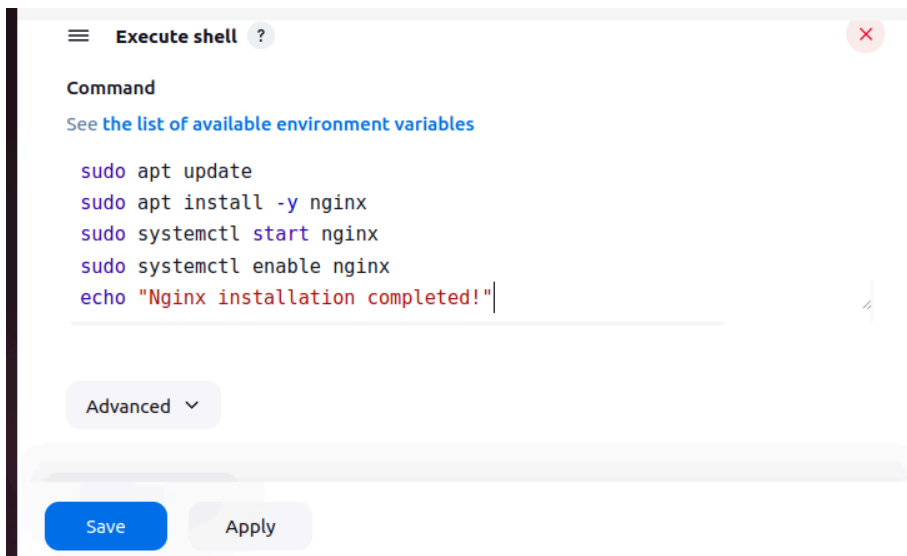 Execute shell ?
Command
See the list of available environment variables
sudo apt update
sudo apt install -y nginx
sudo systemctl start nginx
sudo systemctl enable nginx
echo "Nginx installation completed!"
Advanced
Save Apply